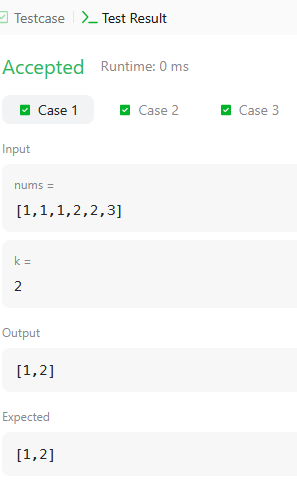 Testcase Test Result
Accepted Runtime: 0 ms
Case 1 Case 2 Case 3
Input
nums =
[1,1,1,2,2,3]
k =
2
Output
[1,2]
Expected
[1,2]